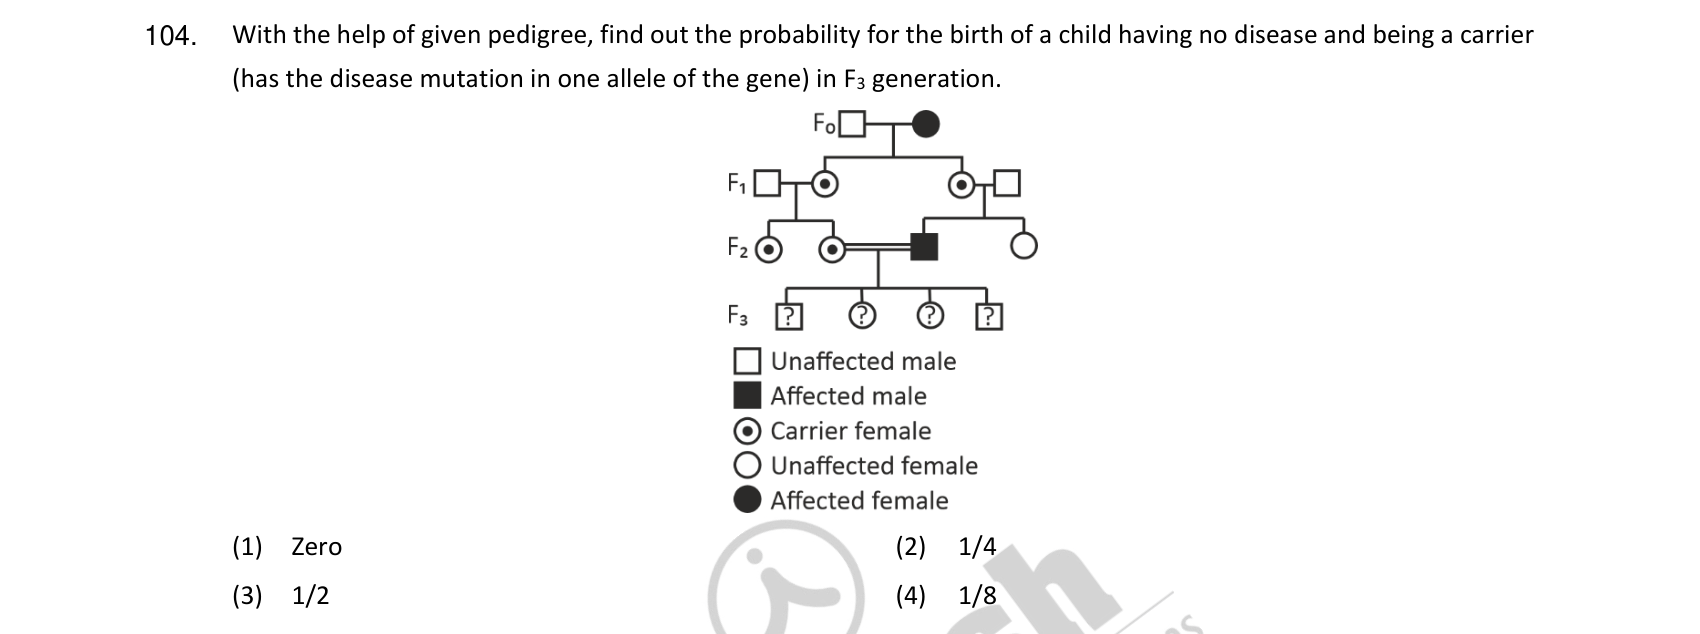 104. With the help of given pedigree, find out the probability for the birth of a child having no disease and being a carrier
(has the disease mutation in one allele of the gene) in F₃ generation.
F₀
F₁
F₂
F₃ ? ? ? ?
Unaffected male
Affected male
Carrier female
Unaffected female
Affected female
(1) Zero (2) 1/4
(3) 1/2 (4) 1/8